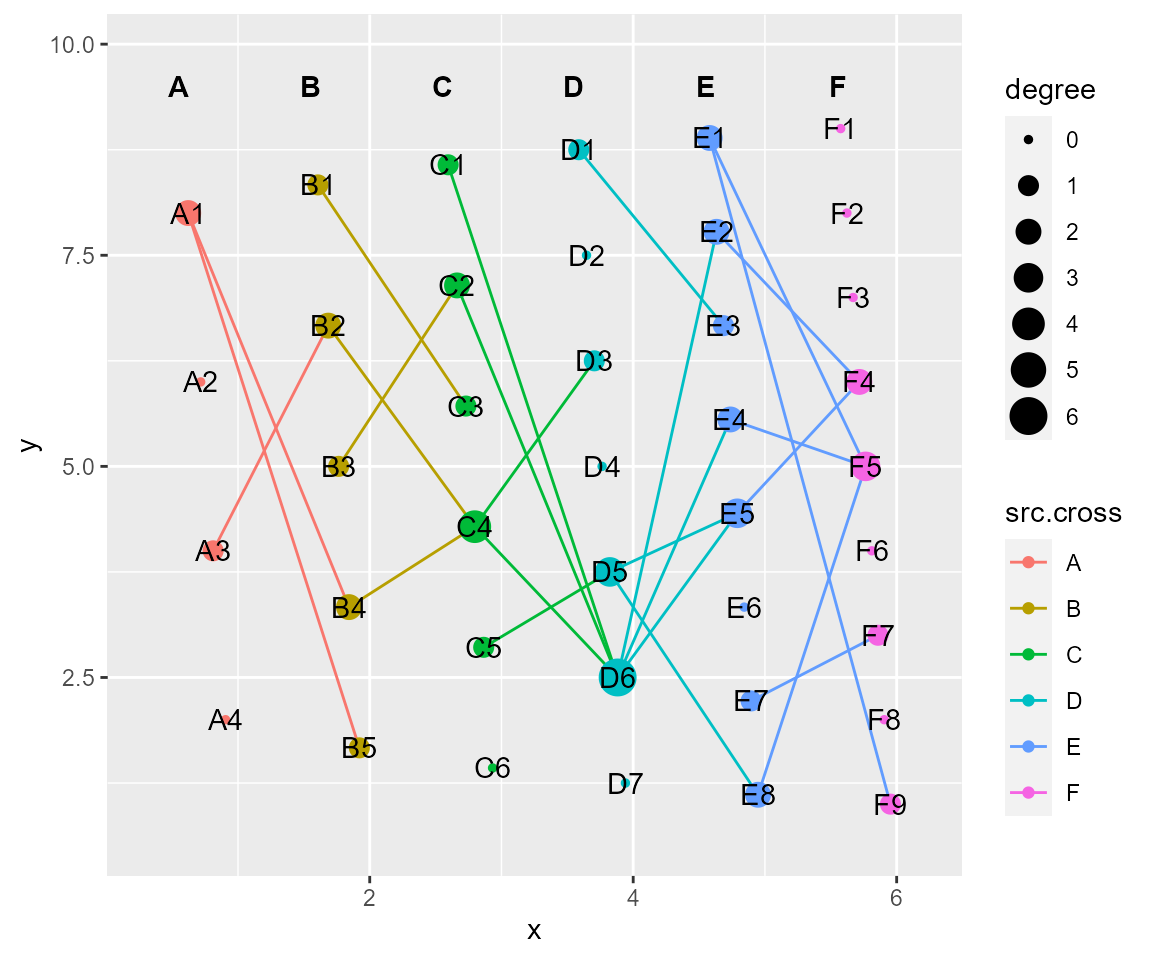 10.0
7.5
5.0
2.5
y
2
4
6
x
A B C D E F
A1
A2
A3
A4
B1
B2
B3
B4
B5
C1
C2
C3
C4
C5
C6
D1
D2
D3
D4
D5
D6
D7
E1
E2
E3
E4
E5
E6
E7
E8
F1
F2
F3
F4
F5
F6
F7
F8
F9
degree
0
1
2
3
4
5
6
src.cross
A
B
C
D
E
F